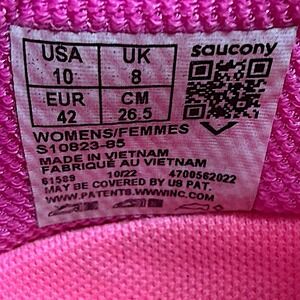 USA UK saucony
10 8
EUR CM
42 26.5
WOMENS/FEMMES
S10823-85
MADE IN VIETNAM
FABRIQUÉ AU VIETNAM
61589 10/22 4700562022
MAY BE COVERED BY US PAT.
WWW.PATENTS.WWWINC.COM